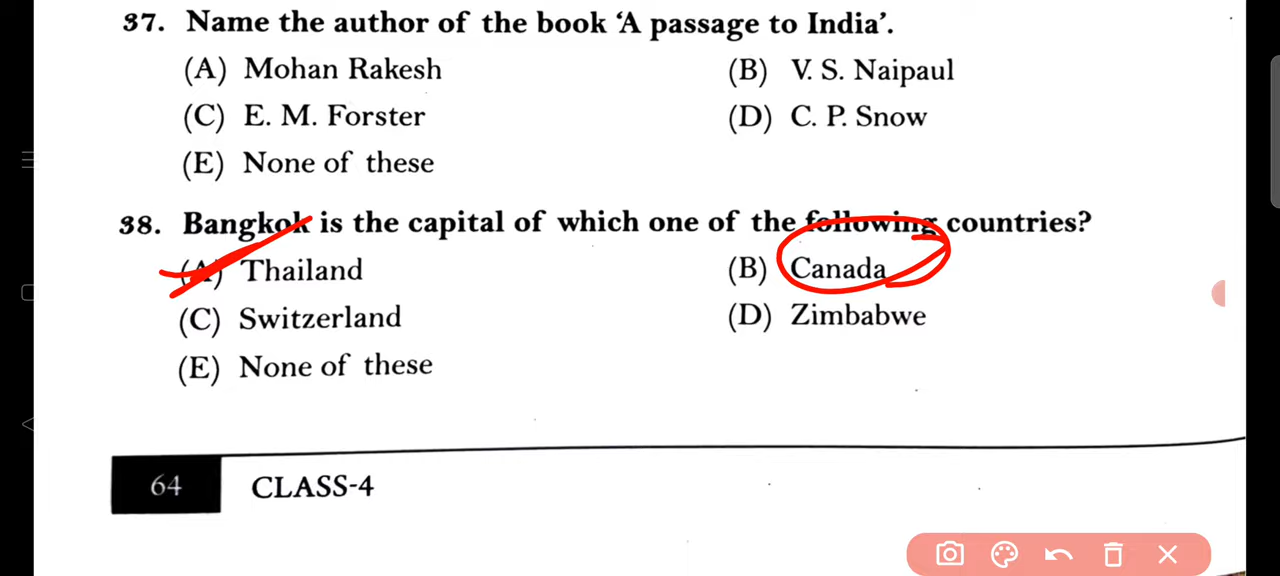 37. Name the author of the book 'A passage to India'.
(A) Mohan Rakesh (B) V. S. Naipaul
(C) E. M. Forster (D) C. P. Snow
(E) None of these
38. Bangkok is the capital of which one of the following countries?
(A) Thailand (B) Canada
(C) Switzerland (D) Zimbabwe
(E) None of these
64 CLASS-4